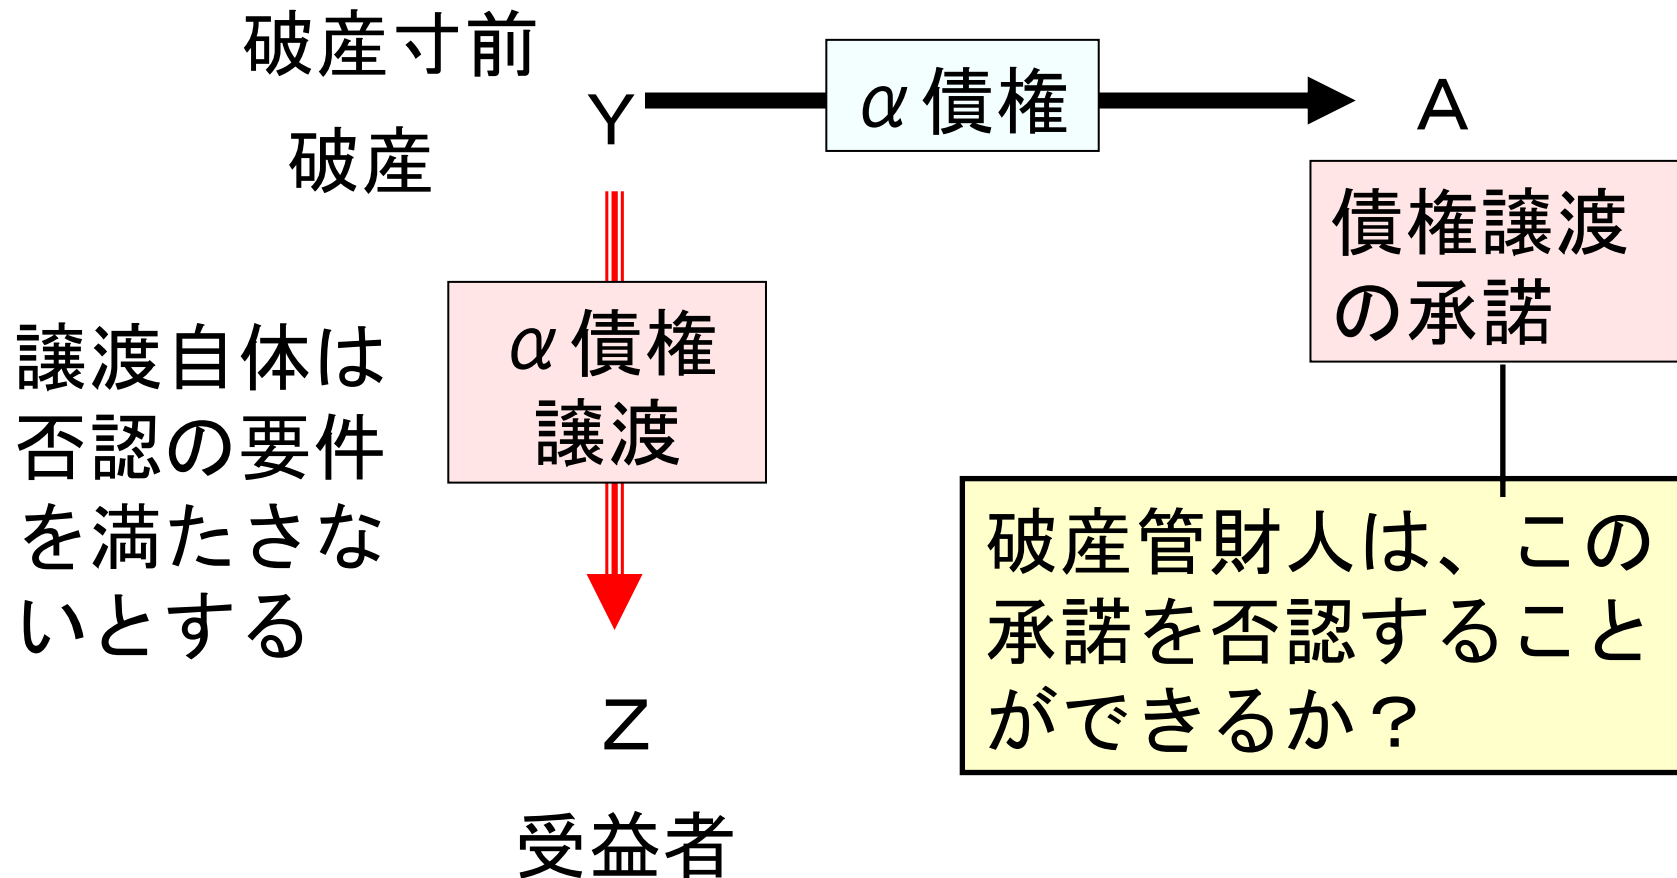 破産寸前
破産
Ｙ
α債権
Ａ
債権譲渡
の承諾
α債権
譲渡
譲渡自体は
否認の要件
を満たさな
いとする
破産管財人は、この
承諾を否認すること
ができるか？
Ｚ
受益者